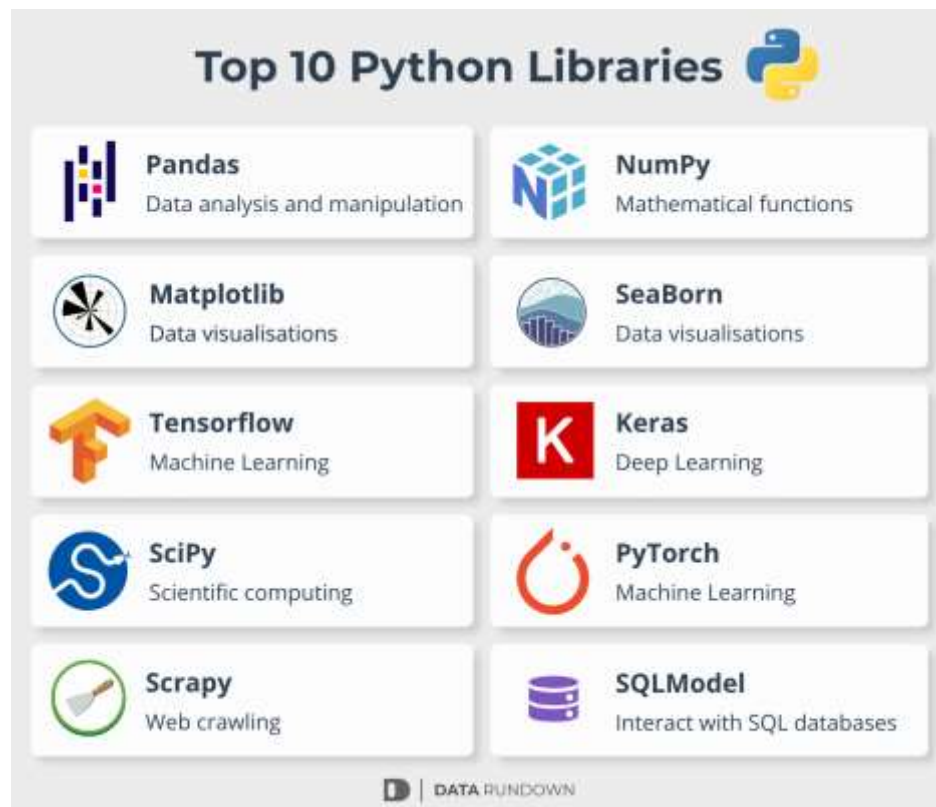 Top 10 Python Libraries
Pandas
Data analysis and manipulation
NumPy
Mathematical functions
Matplotlib
Data visualisations
SeaBorn
Data visualisations
Tensorflow
Machine Learning
K
Keras
Deep Learning
SciPy
Scientific computing
PyTorch
Machine Learning
Scrapy
Web crawling
SQLModel
Interact with SQL databases
DATA RUNDOWN